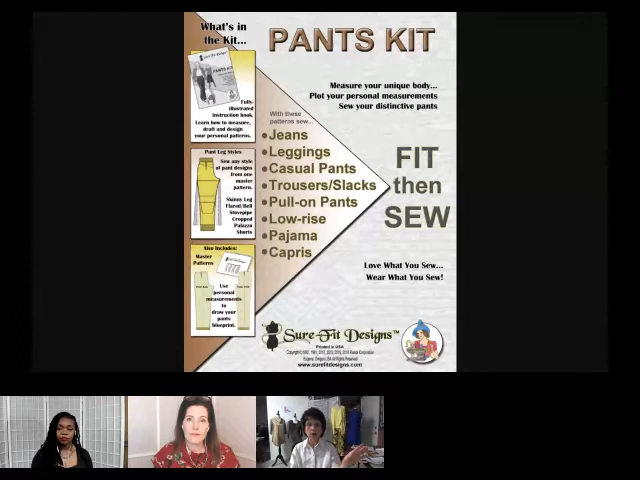 What's in
the Kit...
PANTS KIT
Fully-
illustrated
instruction book.
Learn how to measure,
draft and design
your personal patterns.
Measure your unique body...
Plot your personal measurements
Sew your distinctive pants
With these
patterns sew...
Jeans
Leggings
Casual Pants
Trousers/Slacks
Pull-on Pants
Low-rise
Pajama
Capris
FIT
then
SEW
Pant Leg Styles
Sew any style
of pant designs
from one
master
pattern.
Skinny Leg
Flared/Bell
Stovepipe
Cropped
Palazzo
Shorts
Also Includes:
Master
Patterns
Use
personal
measurements
to
draw your
pants
blueprint.
Love What You Sew...
Wear What You Sew!
Sure-Fit Designs™
Printed in USA
www.surefitdesigns.com